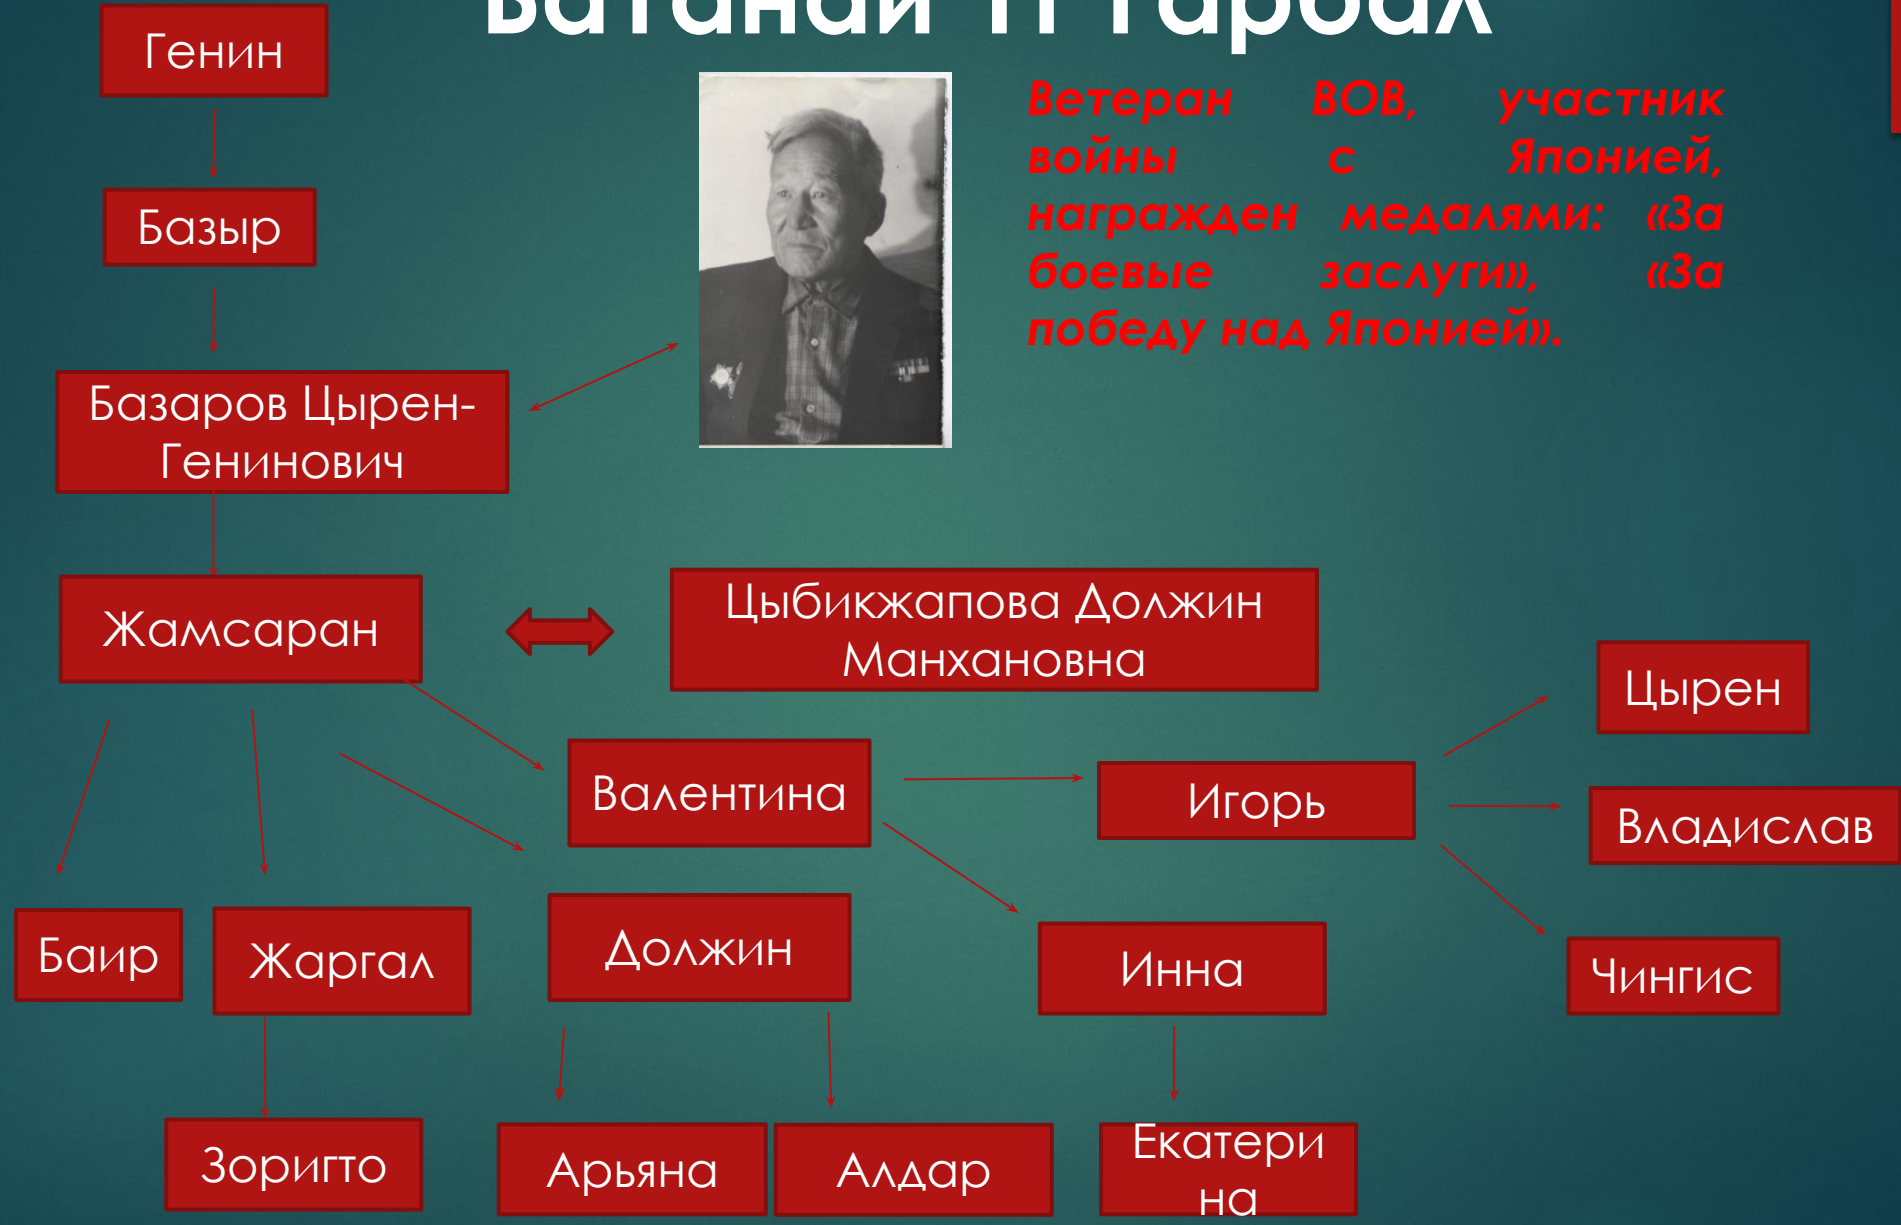 гарбал
Генин
Ветеран ВОВ, участник
войны с Японией,
награжден медалями: «За
боевые заслуги», «За
победу над Японией».
Базыр
Базаров Цырен-
Генинович
Жамсаран
Цыбикжапова Должин
Манхановна
Цырен
Валентина
Игорь
Владислав
Баир
Жаргал
Должин
Инна
Чингис
Зоригто
Арьяна
Алдар
Екатери
на